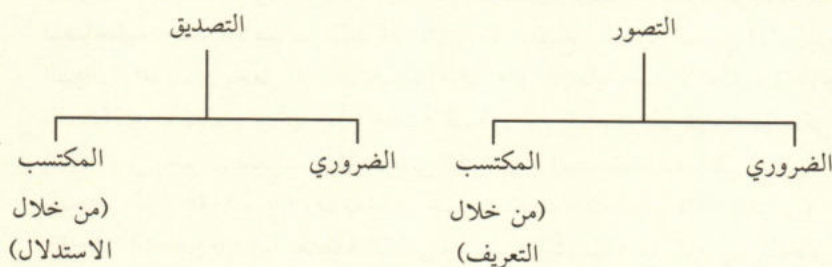 التصور التصديق
الضروري المكتسب الضروري المكتسب
(من خلال (من خلال
التعريف) الاستدلال)